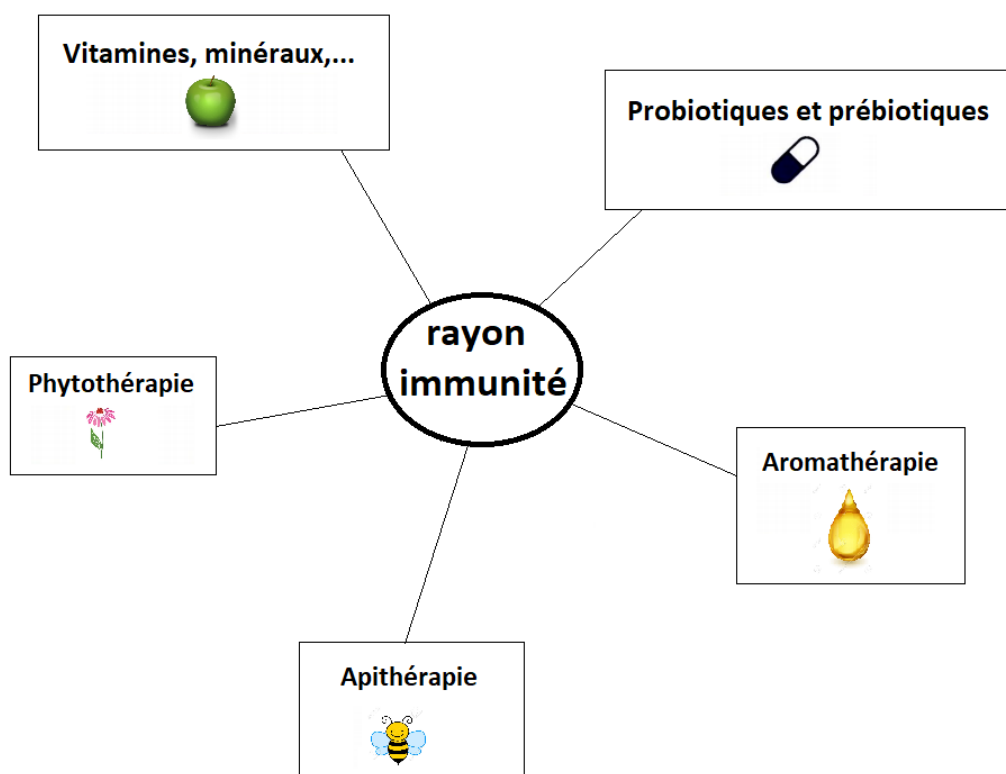 Vitamines, minéraux,...
Probiotiques et prébiotiques
rayon
immunité
Phytothérapie
Aromathérapie
Apithérapie